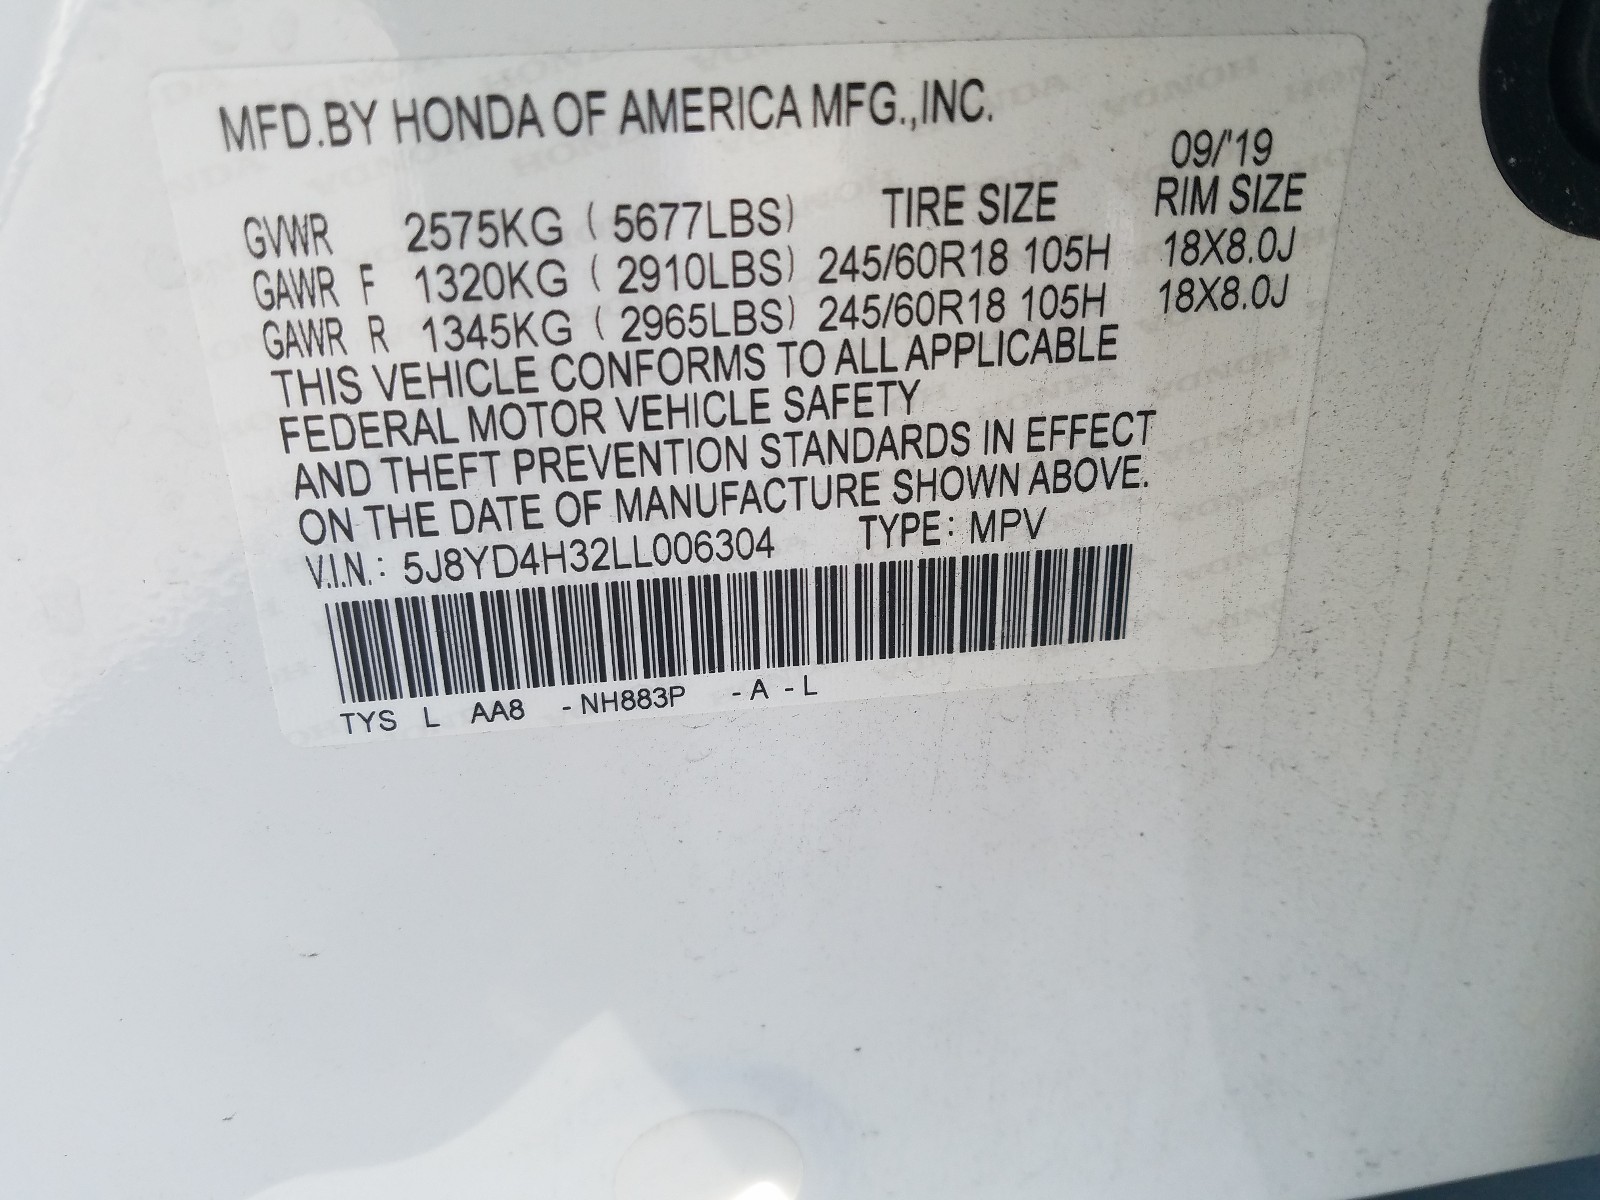 MFD.BY HONDA OF AMERICA MFG.,INC.
09/'19
GVWR 2575KG ( 5677LBS) TIRE SIZE RIM SIZE
GAWR F 1320KG ( 2910LBS) 245/60R18 105H 18X8.0J
GAWR R 1345KG ( 2965LBS) 245/60R18 105H 18X8.0J
THIS VEHICLE CONFORMS TO ALL APPLICABLE
FEDERAL MOTOR VEHICLE SAFETY
AND THEFT PREVENTION STANDARDS IN EFFECT
ON THE DATE OF MANUFACTURE SHOWN ABOVE.
V.I.N.: 5J8YD4H32LL006304 TYPE: MPV
TYS L AA8 -NH883P -A -L